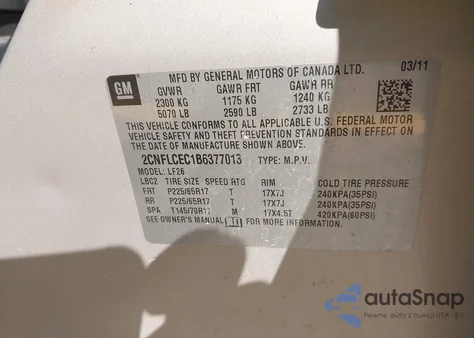 GM
MFD BY GENERAL MOTORS OF CANADA LTD. 03/11
GVWR GAWR FRT GAWR RR
2300 KG 1175 KG 1240 KG
5070 LB 2590 LB 2733 LB
THIS VEHICLE CONFORMS TO ALL APPLICABLE U.S. FEDERAL MOTOR
VEHICLE SAFETY AND THEFT PREVENTION STANDARDS IN EFFECT ON
THE DATE OF MANUFACTURE SHOWN ABOVE.
2CNFLCEC1B6377013 TYPE: M.P.V.
MODEL: LF26
LBC2 TIRE SIZE SPEED RTG RIM COLD TIRE PRESSURE
FRT P225/65R17 T 17X7J 240KPA(35PSI)
RR P225/65R17 T 17X7J 240KPA(35PSI)
SPA T145/70R17 M 17X4.5T 420KPA(60PSI)
SEE OWNER'S MANUAL FOR MORE INFORMATION.
autaSnap
Pewne auta z aukcji USA